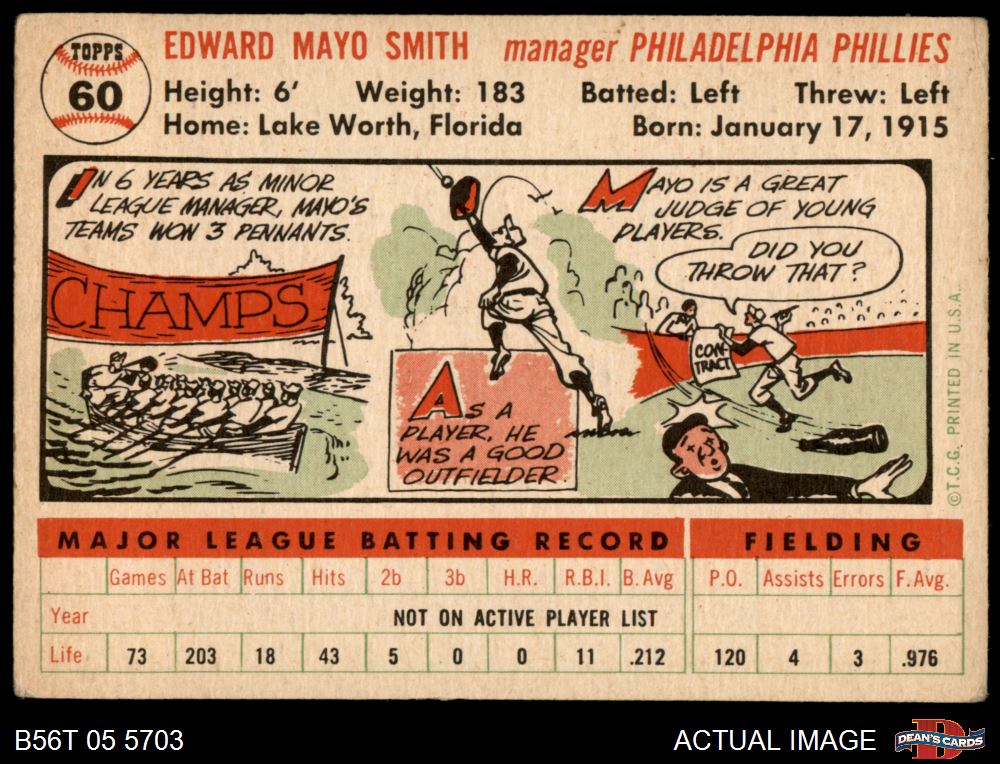 TOPPS
60
EDWARD MAYO SMITH manager PHILADELPHIA PHILLIES
Height: 6' Weight: 183 Batted: Left Threw: Left
Home: Lake Worth, Florida Born: January 17, 1915
IN 6 YEARS AS MINOR
LEAGUE MANAGER, MAYO'S
TEAMS WON 3 PENNANTS.
CHAMPS
AS A
PLAYER, HE
WAS A GOOD
OUTFIELDER.
MAYO IS A GREAT
JUDGE OF YOUNG
PLAYERS.
DID YOU
THROW THAT?
CON-
TRACT
©T.C.G. PRINTED IN U.S.A.
MAJOR LEAGUE BATTING RECORD FIELDING
Games At Bat Runs Hits 2b 3b H.R. R.B.I. B. Avg P.O. Assists Errors F. Avg.
Year NOT ON ACTIVE PLAYER LIST
Life 73 203 18 43 5 0 0 11 .212 120 4 3 .976
B56T 05 5703 ACTUAL IMAGE DEAN'S CARDS